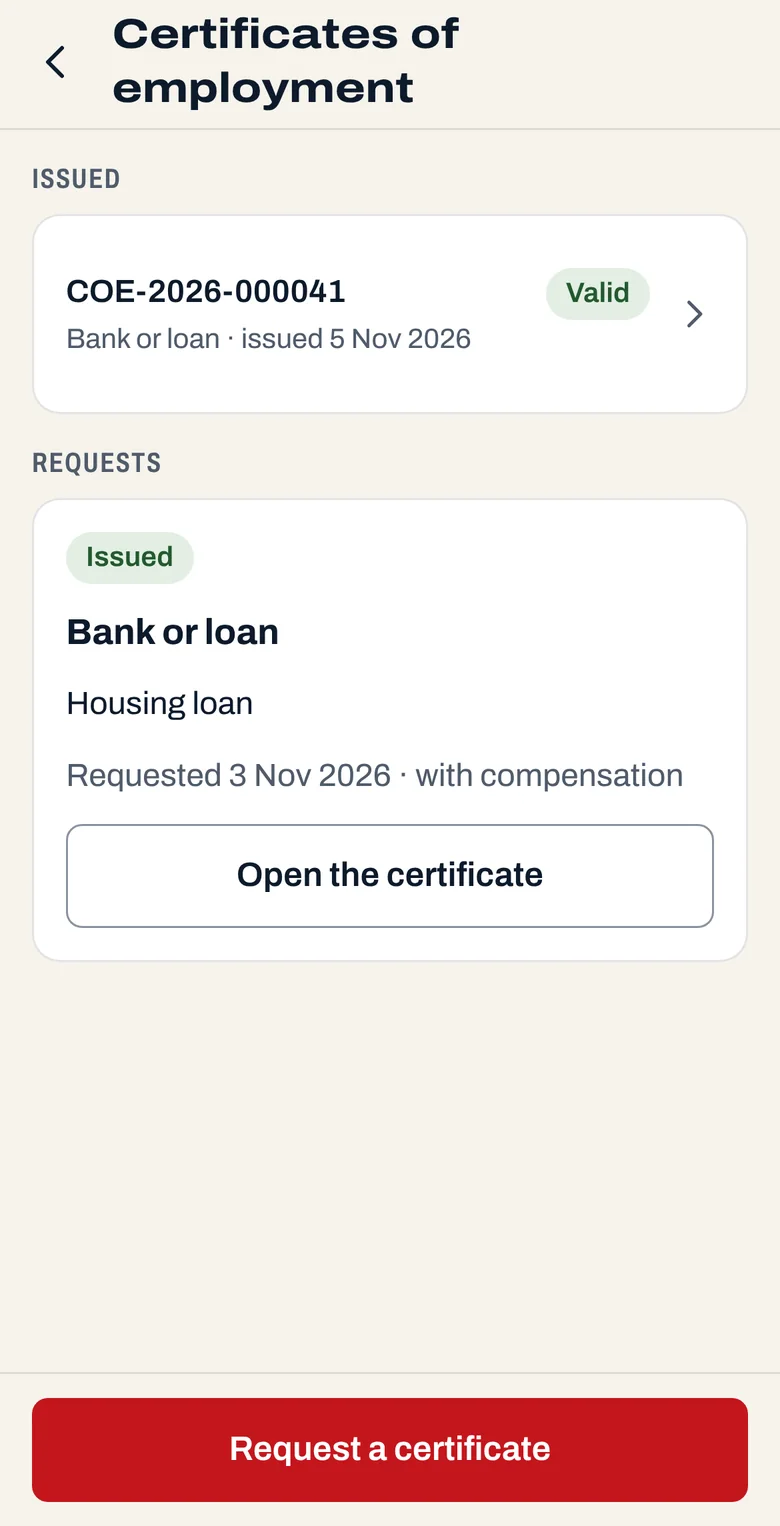 Certificates of
employment
ISSUED
COE-2026-000041
Valid
Bank or loan · issued 5 Nov 2026
REQUESTS
Issued
Bank or loan
Housing loan
Requested 3 Nov 2026 · with compensation
Open the certificate
Request a certificate